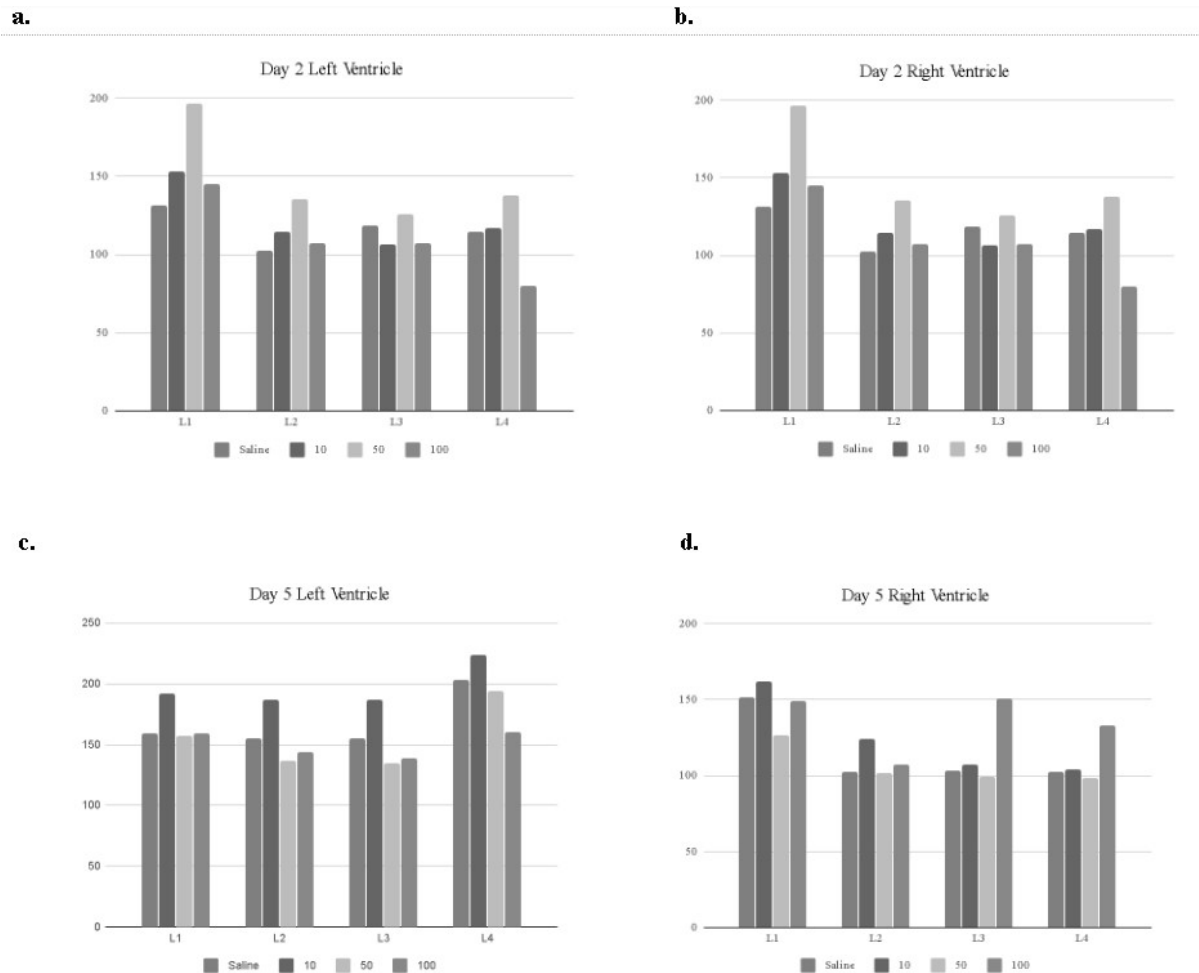 a.
b.
Day 2 Left Ventricle
200
150
100
50
0
L1 L2 L3 L4
Saline 10 50 100
Day 2 Right Ventricle
200
150
100
50
0
L1 L2 L3 L4
Saline 10 50 100
c.
d.
Day 5 Left Ventricle
250
200
150
100
50
0
L1 L2 L3 L4
Saline 10 50 100
Day 5 Right Ventricle
200
150
100
50
0
L1 L2 L3 L4
Saline 10 50 100